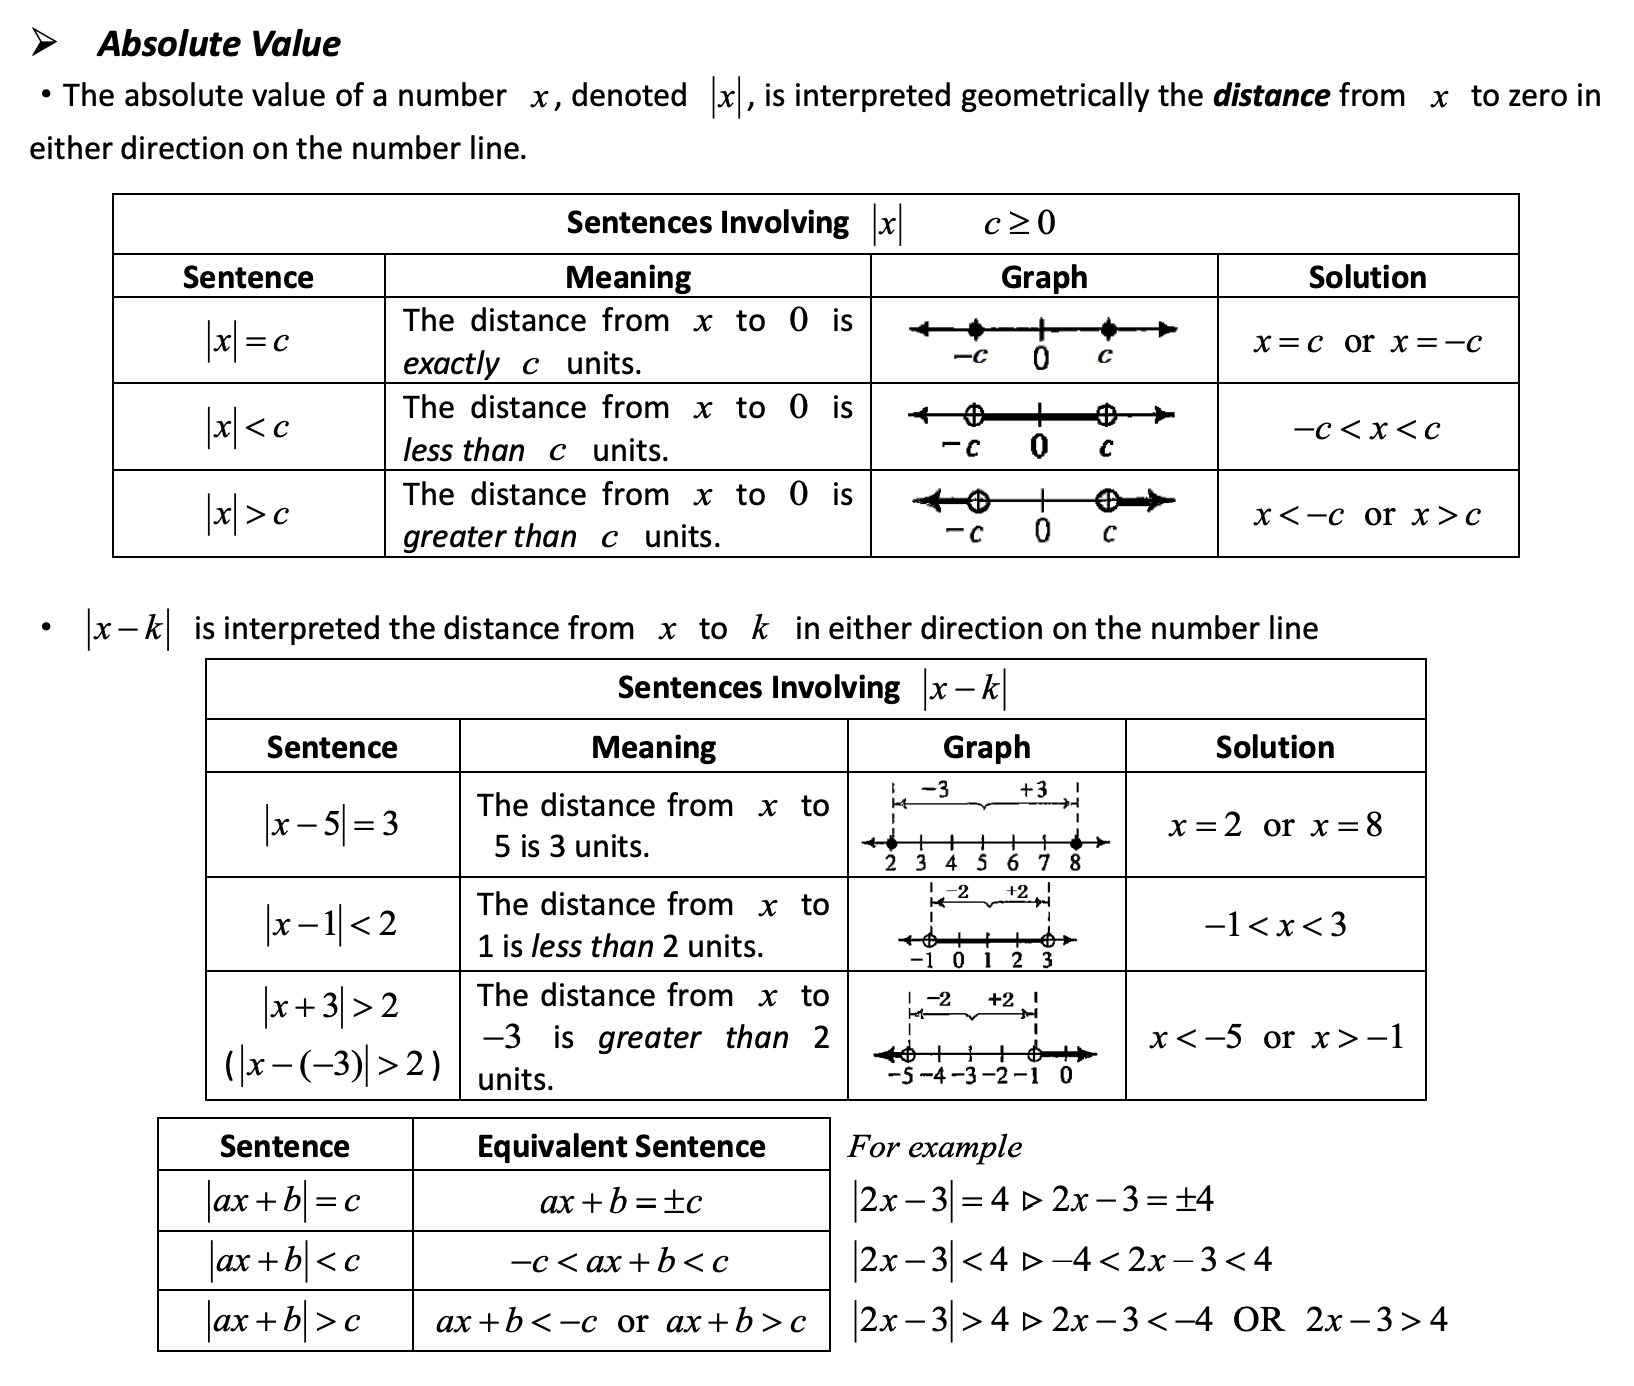 ➢ Absolute Value
• The absolute value of a number x, denoted |x|, is interpreted geometrically the distance from x to zero in
either direction on the number line.
Sentences Involving |x| c ≥ 0
Sentence Meaning Graph Solution
|x| = c
The distance from x to 0 is
exactly c units.
−c 0 c
x = c or x = −c
|x| < c
The distance from x to 0 is
less than c units.
−c 0 c
−c < x < c
|x| > c
The distance from x to 0 is
greater than c units.
−c 0 c
x < −c or x > c
• |x − k| is interpreted the distance from x to k in either direction on the number line
Sentences Involving |x − k|
Sentence Meaning Graph Solution
|x − 5| = 3
The distance from x to
5 is 3 units.
−3 +3
2 3 4 5 6 7 8
x = 2 or x = 8
|x − 1| < 2
The distance from x to
1 is less than 2 units.
−2 +2
−1 0 1 2 3
−1 < x < 3
|x + 3| > 2
(|x − (−3)| > 2)
The distance from x to
−3 is greater than 2
units.
−2 +2
−5 −4 −3 −2 −1 0
x < −5 or x > −1
Sentence Equivalent Sentence
|ax + b| = c ax + b = ±c
|ax + b| < c −c < ax + b < c
|ax + b| > c ax + b < −c or ax + b > c
For example
|2x − 3| = 4 ⊳ 2x − 3 = ±4
|2x − 3| < 4 ⊳ −4 < 2x − 3 < 4
|2x − 3| > 4 ⊳ 2x − 3 < −4 OR 2x − 3 > 4